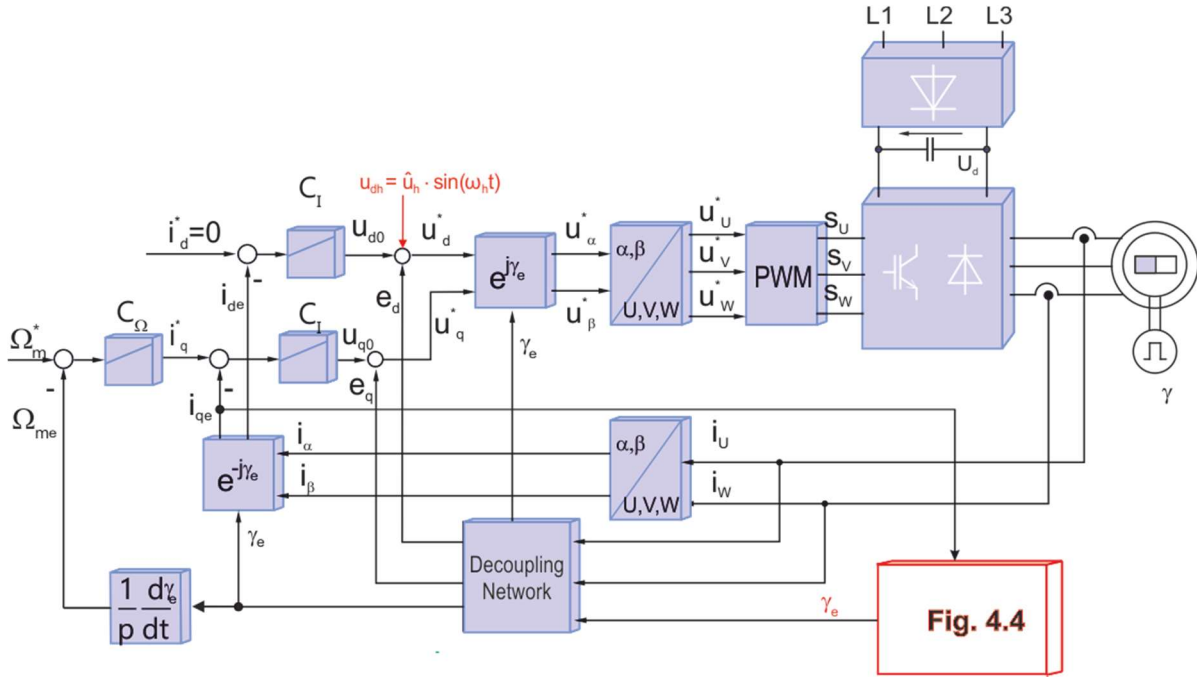 L1 L2 L3
U_d
u_dh = û_h · sin(ω_h t)
C_I
i*_d=0
u_d0
u*_d
u*_α
u*_U
S_U
α,β
e^jγ_e
u*_V
PWM
S_V
U,V,W
u*_W
S_W
-
i_de
e_d
u*_q
u*_β
C_Ω
C_I
Ω*_m
i*_q
u_q0
γ_e
-
-
e_q
γ
Ω_me
i_qe
i_α
α,β
i_U
e^-jγ_e
i_β
U,V,W
i_W
γ_e
Decoupling
Network
1/p dγ_e/dt
γ_e
Fig. 4.4